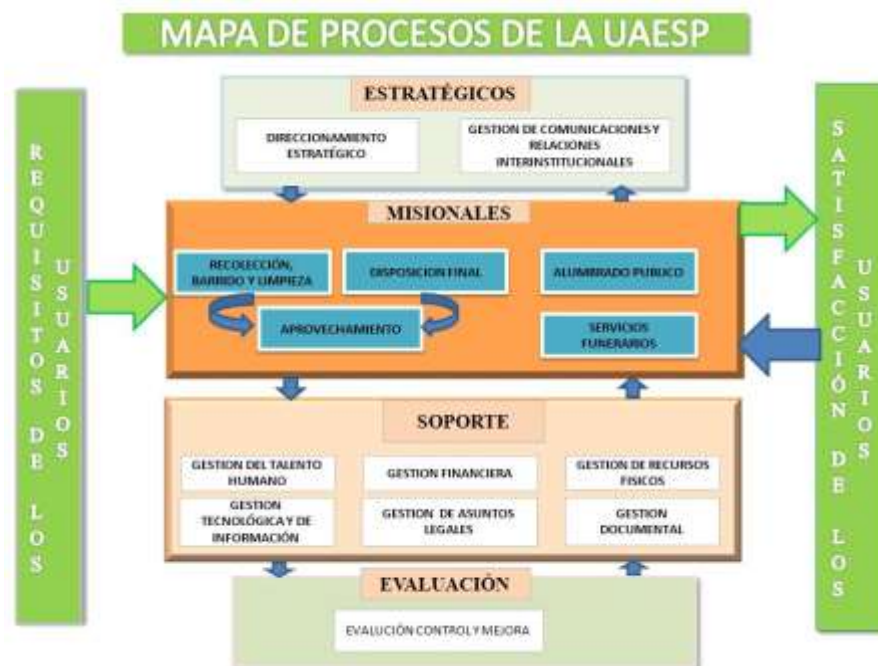 MAPA DE PROCESOS DE LA UAESP
REQUISITOS DE LOS
USUARIOS
ESTRATÉGICOS
DIRECCIONAMIENTO
ESTRATÉGICO
GESTION DE COMUNICACIONES Y
RELACIONES
INTERINSTITUCIONALES
MISIONALES
RECOLECCIÓN,
BARRIDO Y LIMPIEZA
DISPOSICION FINAL
ALUMBRADO PUBLICO
APROVECHAMIENTO
SERVICIOS
FUNERARIOS
SOPORTE
GESTION DEL TALENTO
HUMANO
GESTION FINANCIERA
GESTION DE RECURSOS
FISICOS
GESTION
TECNOLÓGICA Y DE
INFORMACIÓN
GESTION DE ASUNTOS
LEGALES
GESTION
DOCUMENTAL
EVALUACIÓN
EVALUCIÓN CONTROL Y MEJORA
SATISFACCIÓN DE LOS
USUARIOS